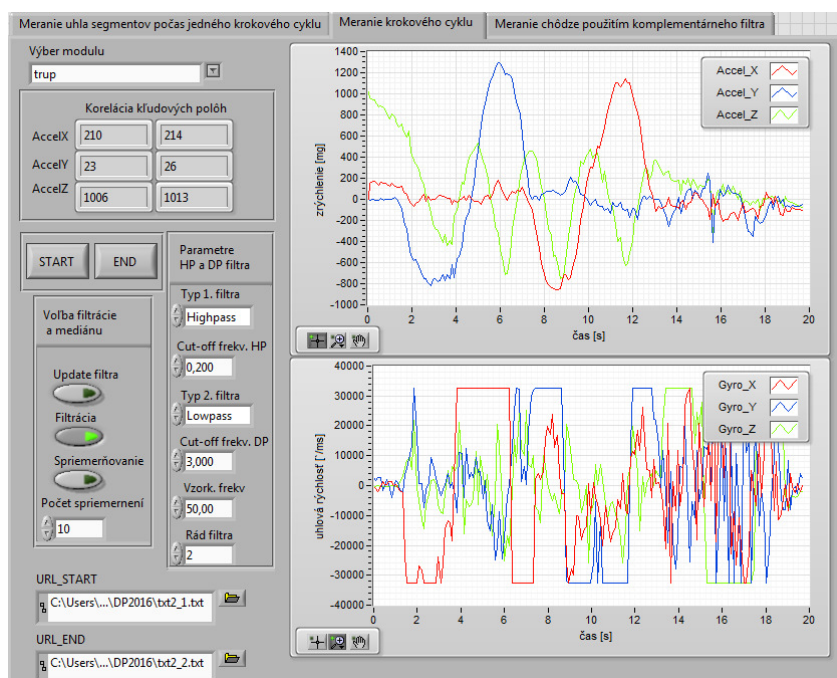 Meranie uhla segmentov počas jedného krokového cyklu
Meranie krokového cyklu
Meranie chôdze použitím komplementárneho filtra
Výber modulu
trup
Korelácia kľudových polôh
AccelX 210 214
AccelY 23 26
AccelZ 1006 1013
START END
Voľba filtrácie
a mediánu
Update filtra
Filtrácia
Spriemerňovanie
Počet spriemernení
10
Parametre
HP a DP filtra
Typ 1. filtra
Highpass
Cut-off frekv. HP
0,200
Typ 2. filtra
Lowpass
Cut-off frekv. DP
3,000
Vzork. frekv
50,00
Rád filtra
2
URL_START
C:\Users\...\DP2016\txt2_1.txt
URL_END
C:\Users\...\DP2016\txt2_2.txt
zrýchlenie [mg]
1400
1200
1000
800
600
400
200
0
-200
-400
-600
-800
-1000
0 2 4 6 8 10 12 14 16 18 20
čas [s]
Accel_X
Accel_Y
Accel_Z
uhlová rýchlosť [°/ms]
40000
30000
20000
10000
0
-10000
-20000
-30000
-40000
0 2 4 6 8 10 12 14 16 18 20
čas [s]
Gyro_X
Gyro_Y
Gyro_Z